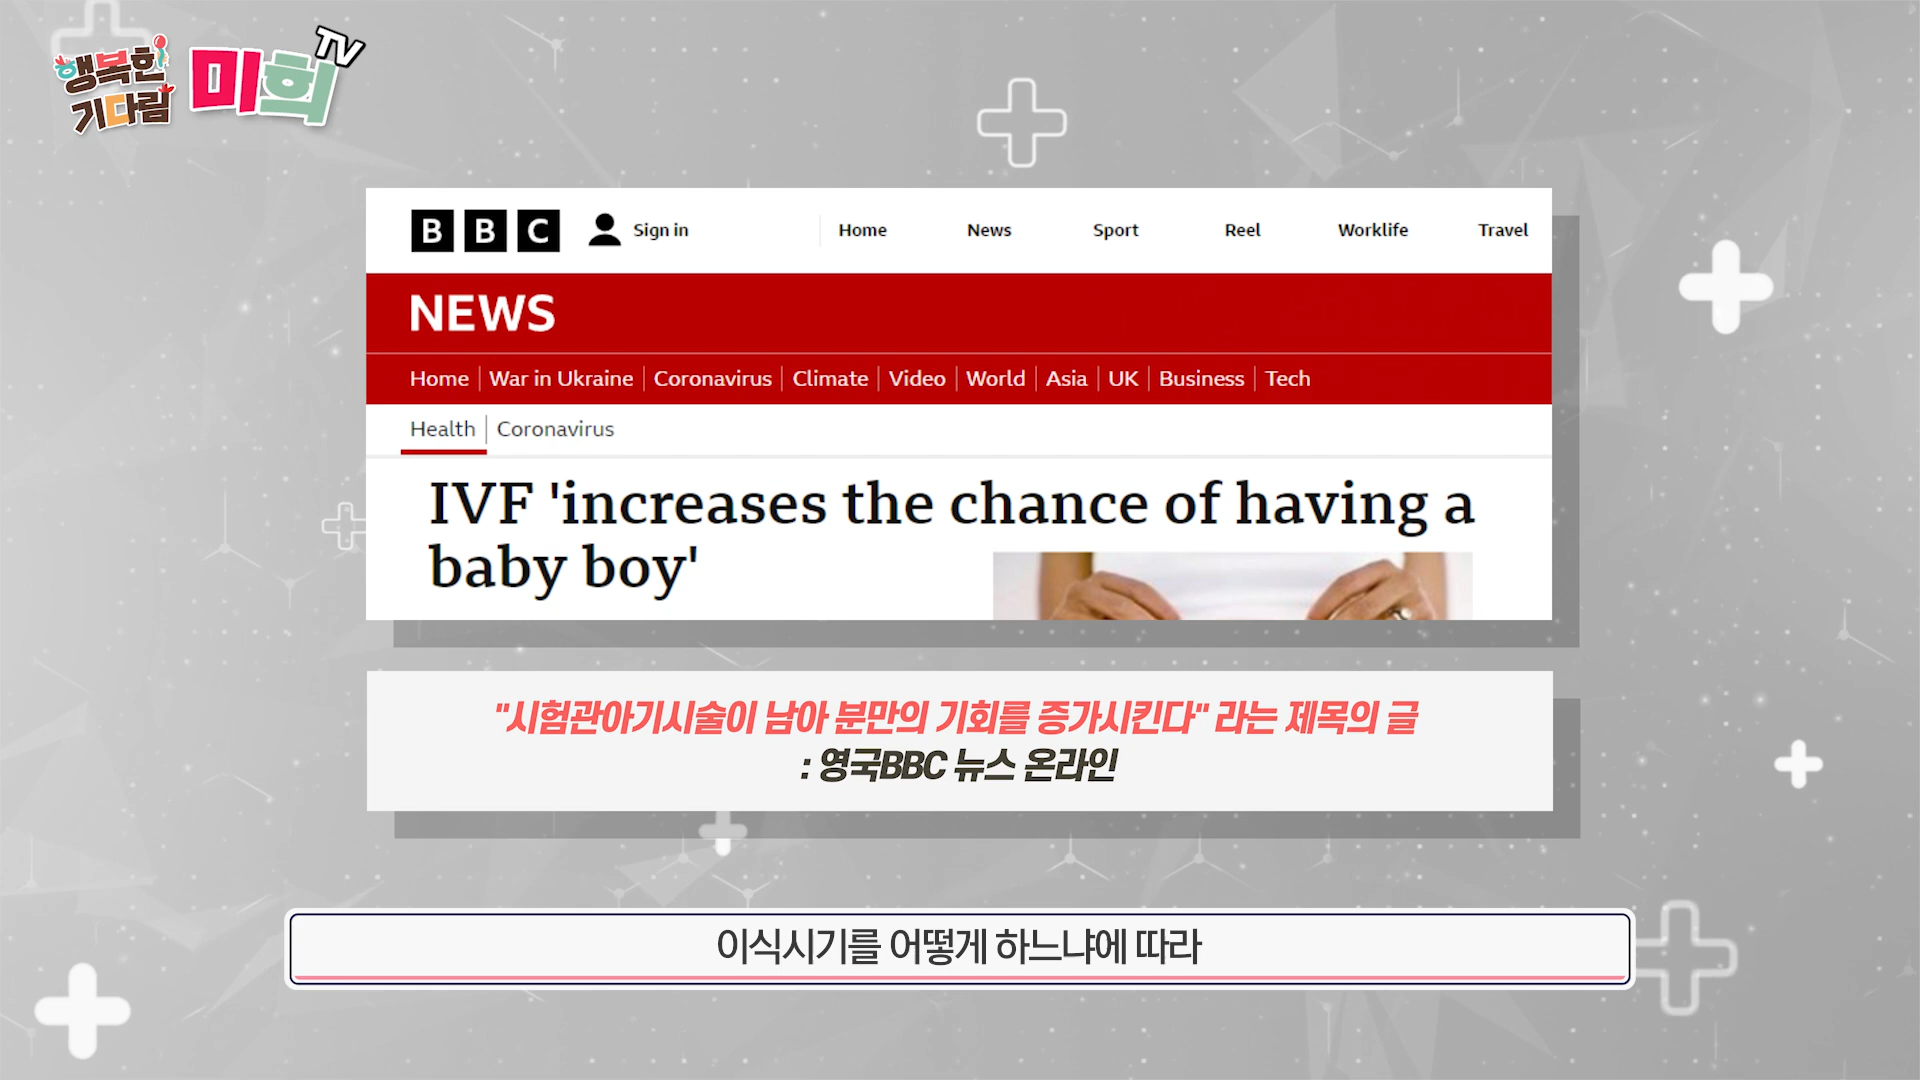 행복한
기다림
미희
TV
BBC Sign in Home News Sport Reel Worklife Travel
NEWS
Home War in Ukraine Coronavirus Climate Video World Asia UK Business Tech
Health Coronavirus
IVF 'increases the chance of having a
baby boy'
"시험관아기시술이 남아 분만의 기회를 증가시킨다" 라는 제목의 글
: 영국BBC 뉴스 온라인
이식시기를 어떻게 하느냐에 따라